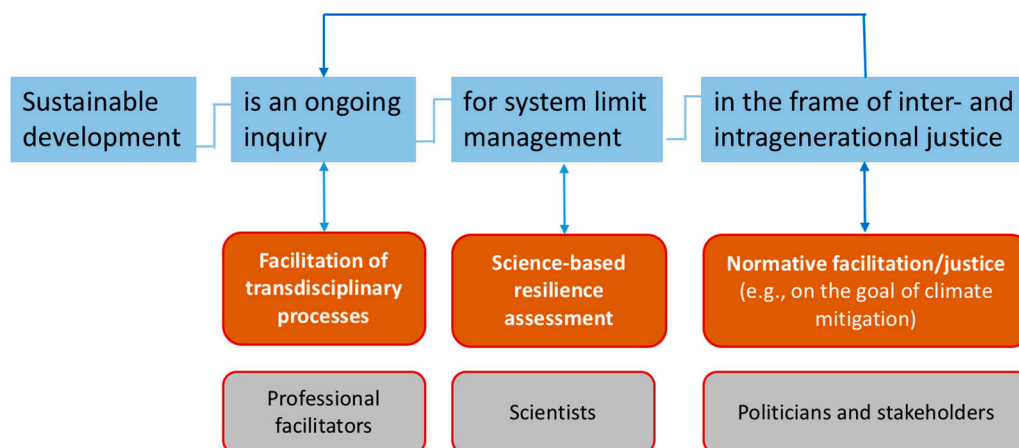 Sustainable
development
is an ongoing
inquiry
for system limit
management
in the frame of inter- and
intragenerational justice
Facilitation of
transdisciplinary
processes
Science-based
resilience
assessment
Normative facilitation/justice
(e.g., on the goal of climate
mitigation)
Professional
facilitators
Scientists
Politicians and stakeholders